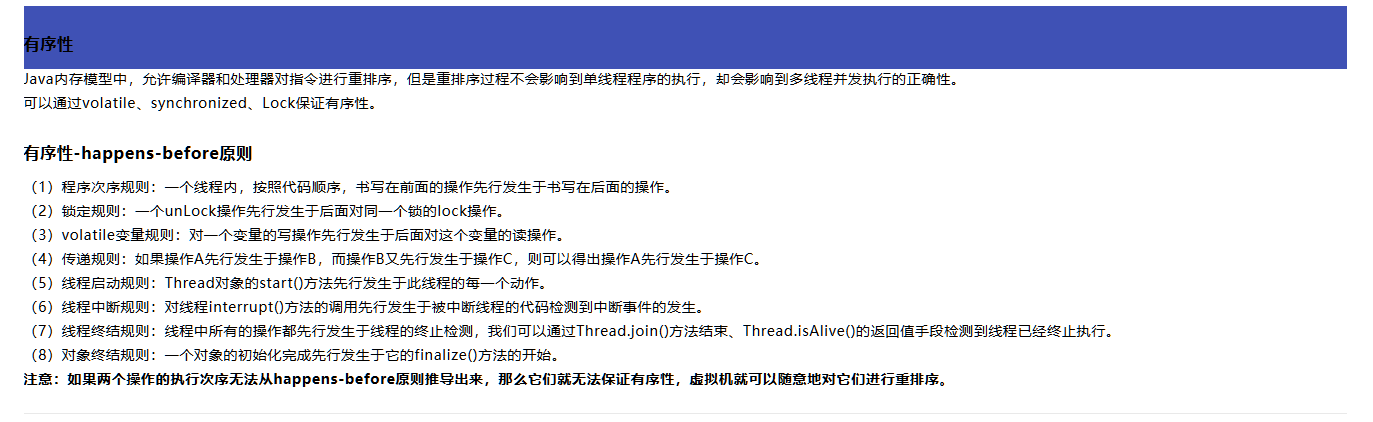 有序性
Java内存模型中，允许编译器和处理器对指令进行重排序，但是重排序过程不会影响到单线程程序的执行，却会影响到多线程并发执行的正确性。
可以通过volatile、synchronized、Lock保证有序性。
有序性-happens-before原则
（1）程序次序规则：一个线程内，按照代码顺序，书写在前面的操作先行发生于书写在后面的操作。
（2）锁定规则：一个unLock操作先行发生于后面对同一个锁的lock操作。
（3）volatile变量规则：对一个变量的写操作先行发生于后面对这个变量的读操作。
（4）传递规则：如果操作A先行发生于操作B，而操作B又先行发生于操作C，则可以得出操作A先行发生于操作C。
（5）线程启动规则：Thread对象的start()方法先行发生于此线程的每一个动作。
（6）线程中断规则：对线程interrupt()方法的调用先行发生于被中断线程的代码检测到中断事件的发生。
（7）线程终结规则：线程中所有的操作都先行发生于线程的终止检测，我们可以通过Thread.join()方法结束、Thread.isAlive()的返回值手段检测到线程已经终止执行。
（8）对象终结规则：一个对象的初始化完成先行发生于它的finalize()方法的开始。
注意：如果两个操作的执行次序无法从happens-before原则推导出来，那么它们就无法保证有序性，虚拟机就可以随意地对它们进行重排序。